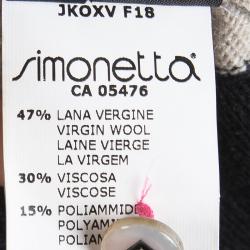 JKOXV F18
simonetta®
CA 05476
47% LANA VERGINE
VIRGIN WOOL
LAINE VIERGE
LA VIRGEM
30% VISCOSA
VISCOSE
15% POLIAMMIDE